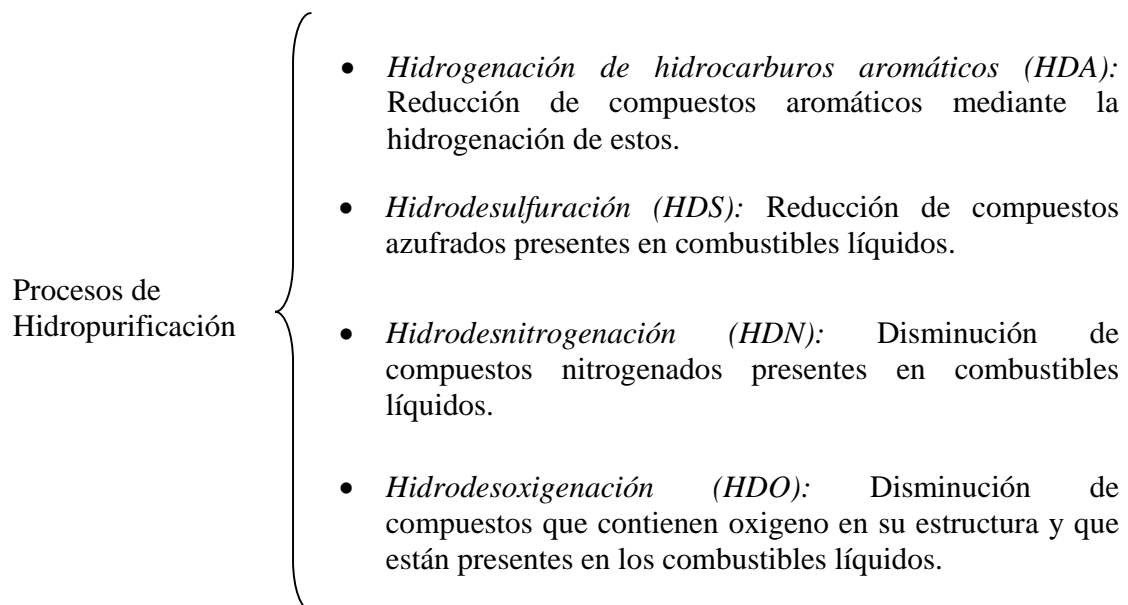 Procesos de
Hidropurificación
• Hidrogenación de hidrocarburos aromáticos (HDA):
Reducción de compuestos aromáticos mediante la
hidrogenación de estos.
• Hidrodesulfuración (HDS): Reducción de compuestos
azufrados presentes en combustibles líquidos.
• Hidrodesnitrogenación (HDN): Disminución de
compuestos nitrogenados presentes en combustibles
líquidos.
• Hidrodesoxigenación (HDO): Disminución de
compuestos que contienen oxigeno en su estructura y que
están presentes en los combustibles líquidos.